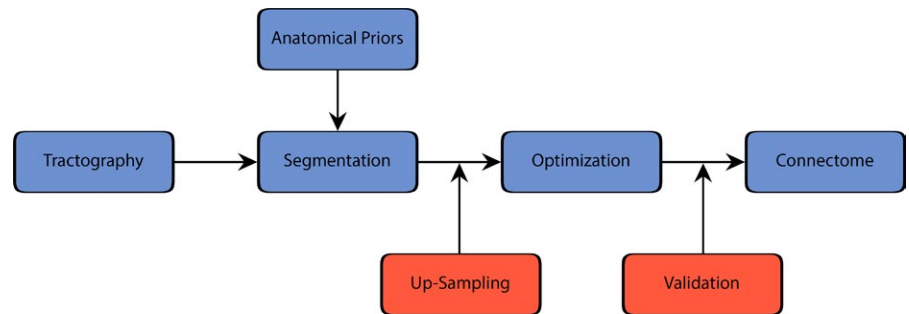 Anatomical Priors
Tractography
Segmentation
Optimization
Connectome
Up-Sampling
Validation